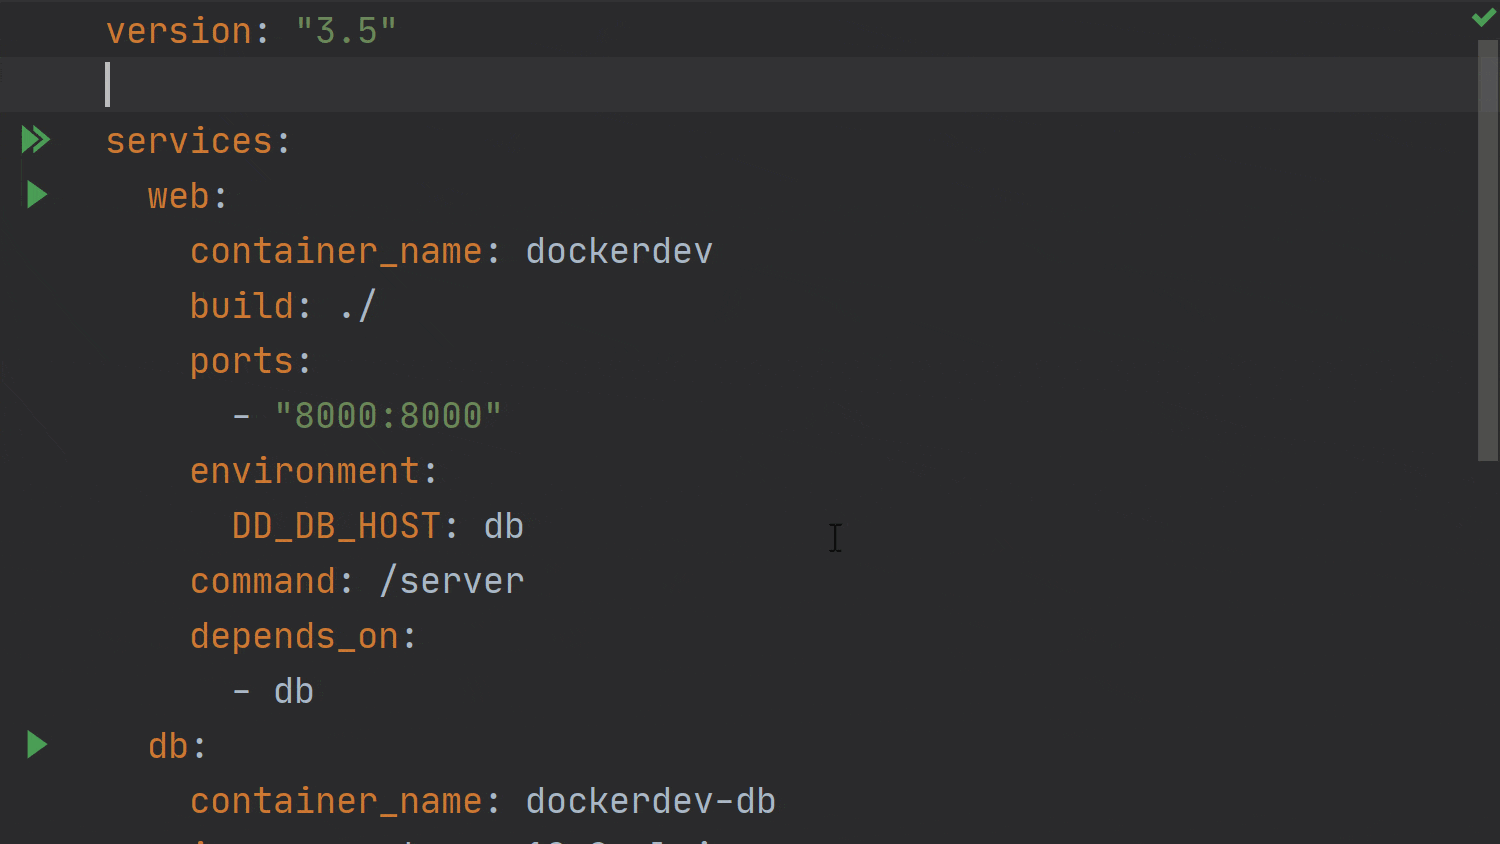 version: "3.5"
services:
web:
container_name: dockerdev
build: ./
ports:
- "8000:8000"
environment:
DD_DB_HOST: db
command: /server
depends_on:
- db
db:
container_name: dockerdev-db